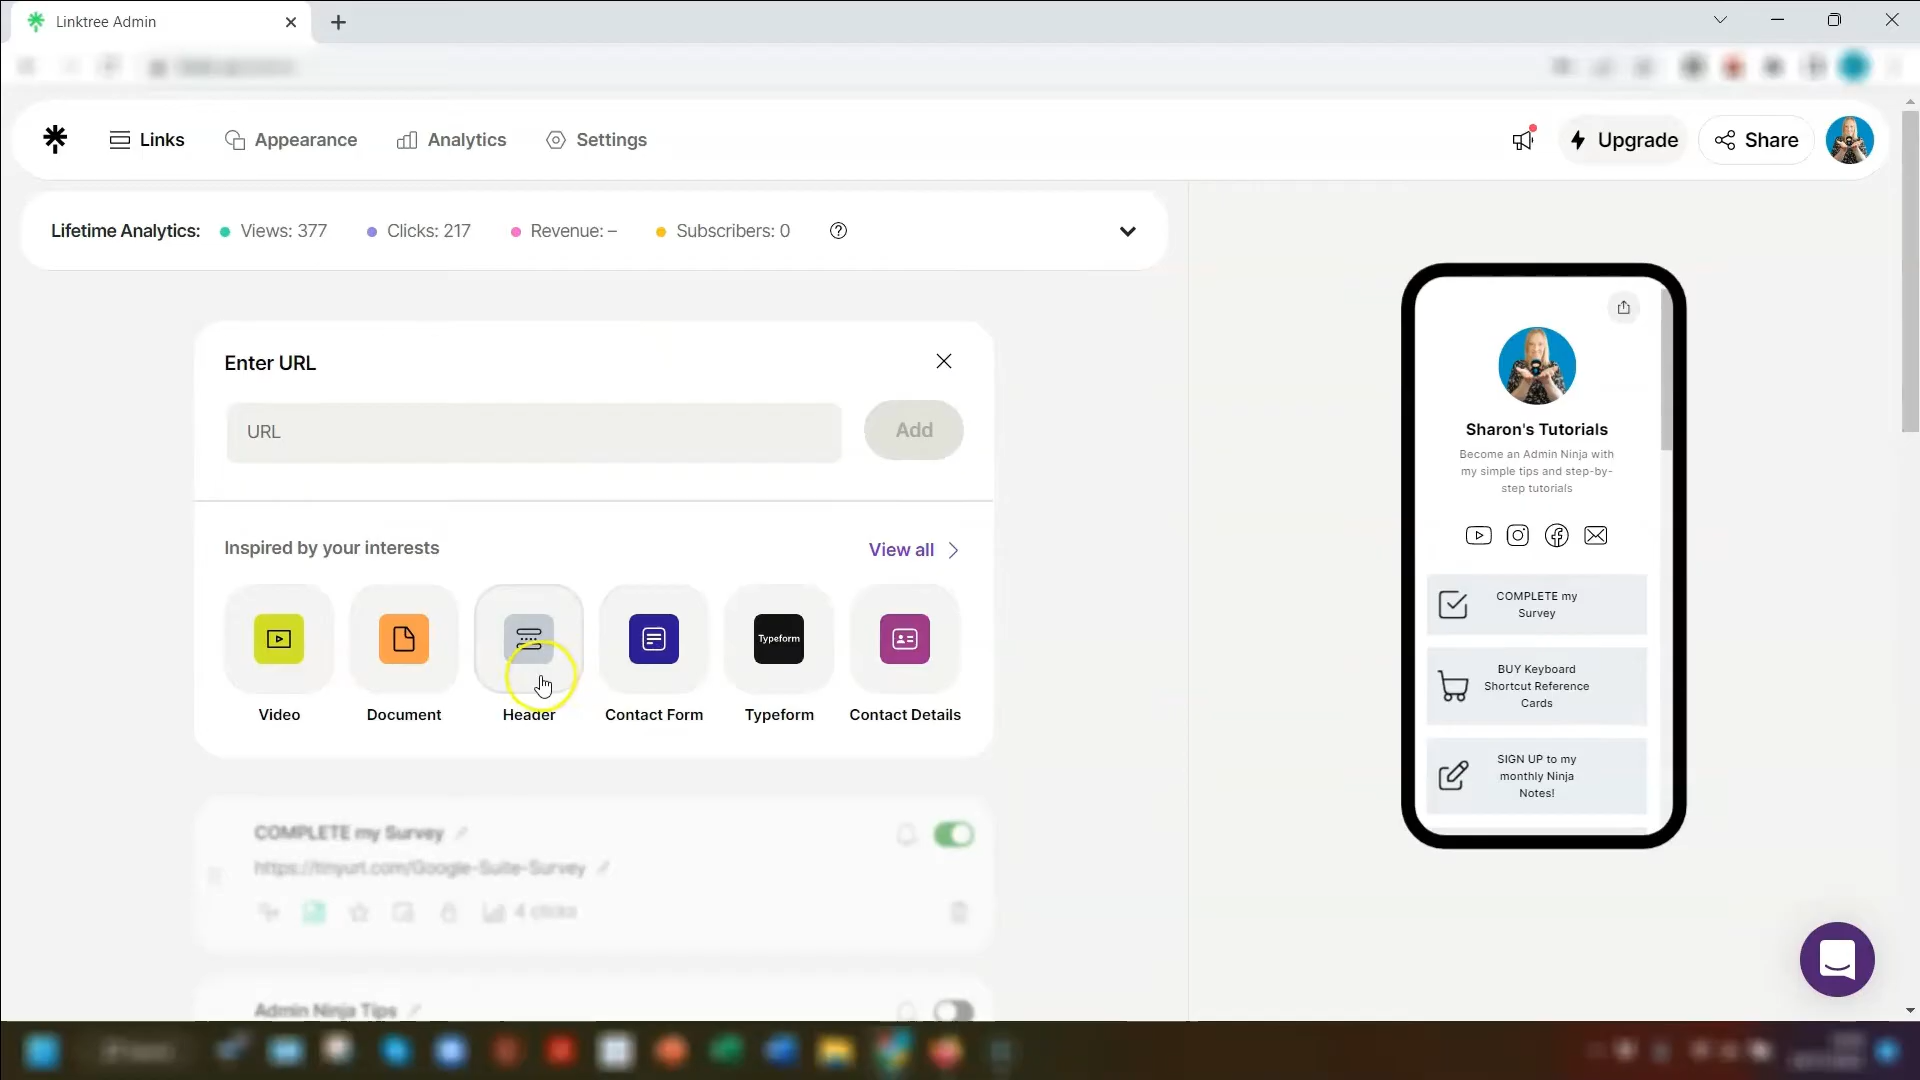 Linktree Admin
Links
Appearance
Analytics
Settings
Upgrade
Share
Lifetime Analytics:
Views: 377
Clicks: 217
Revenue: –
Subscribers: 0
Enter URL
URL
Add
Inspired by your interests
View all
Video
Document
Header
Contact Form
Typeform
Typeform
Contact Details
COMPLETE my Survey
https://tinyurl.com/Google-Suite-Survey
4 clicks
Admin Ninja Tips
Sharon's Tutorials
Become an Admin Ninja with
my simple tips and step-by-
step tutorials
COMPLETE my
Survey
BUY Keyboard
Shortcut Reference
Cards
SIGN UP to my
monthly Ninja
Notes!